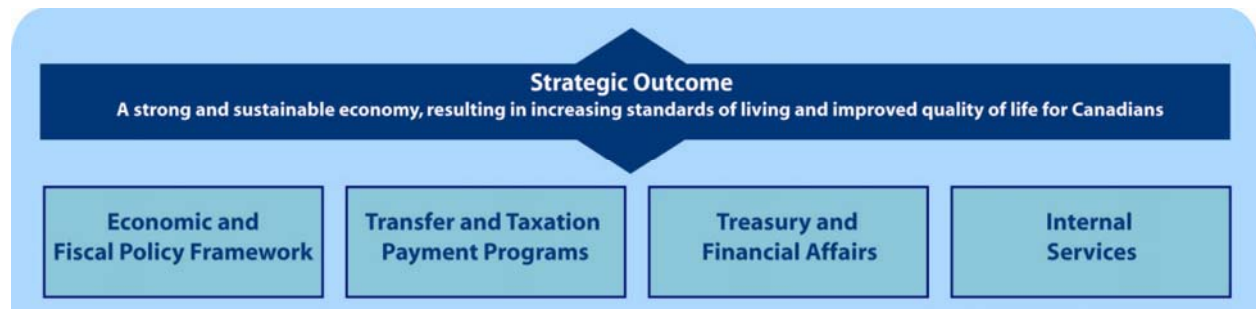 Strategic Outcome
A strong and sustainable economy, resulting in increasing standards of living and improved quality of life for Canadians
Economic and
Fiscal Policy Framework
Transfer and Taxation
Payment Programs
Treasury and
Financial Affairs
Internal
Services